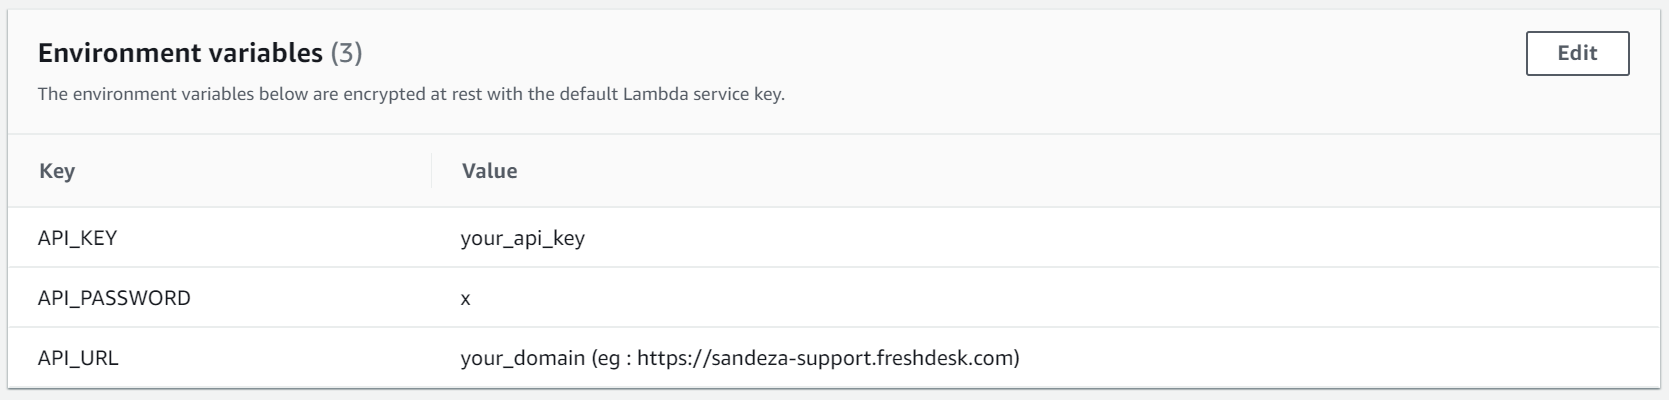 Environment variables (3)
Edit
The environment variables below are encrypted at rest with the default Lambda service key.
Key Value
API_KEY your_api_key
API_PASSWORD x
API_URL your_domain (eg : https://sandeza-support.freshdesk.com)